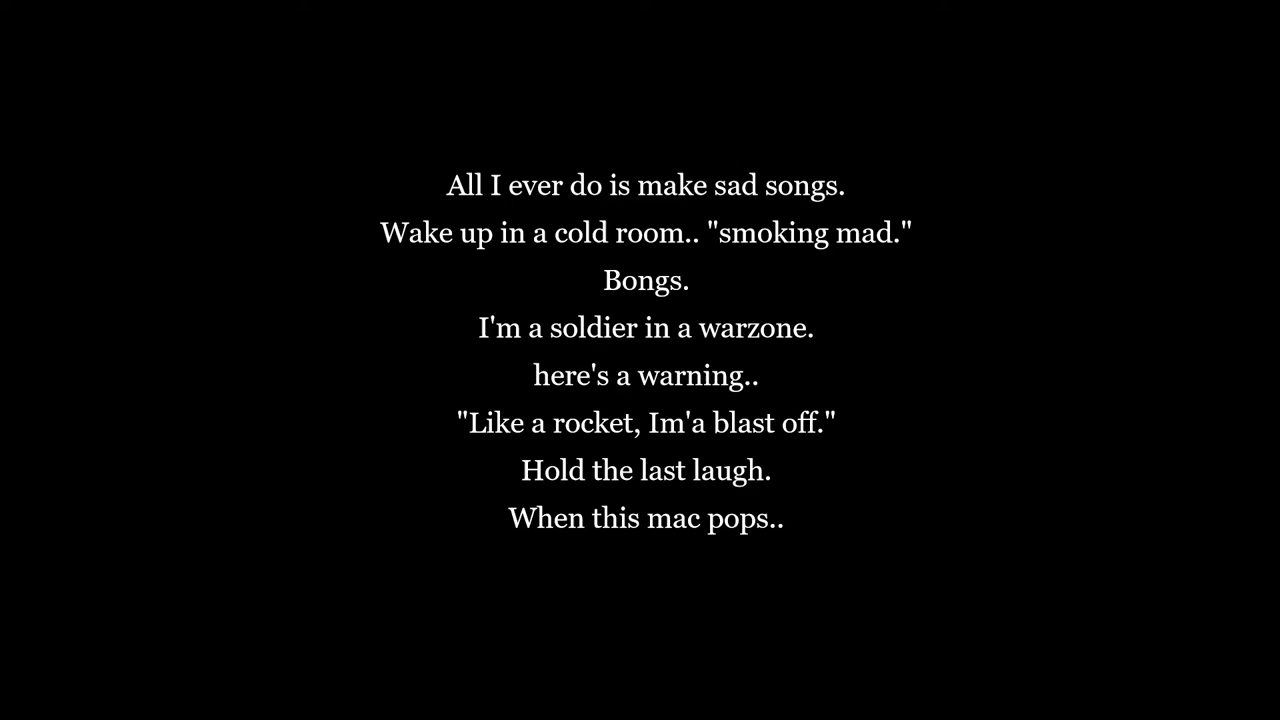 All I ever do is make sad songs.
Wake up in a cold room.. "smoking mad."
Bongs.
I'm a soldier in a warzone.
here's a warning..
"Like a rocket, Im'a blast off."
Hold the last laugh.
When this mac pops..